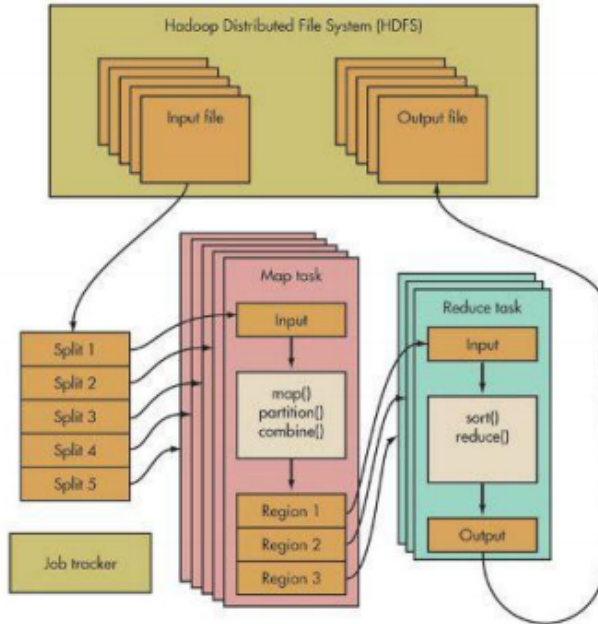 Hadoop Distributed File System (HDFS)
Input file
Output file
Map task
Input
map()
partition()
combine()
Region 1
Region 2
Region 3
Reduce task
Input
sort()
reduce()
Output
Split 1
Split 2
Split 3
Split 4
Split 5
Job tracker